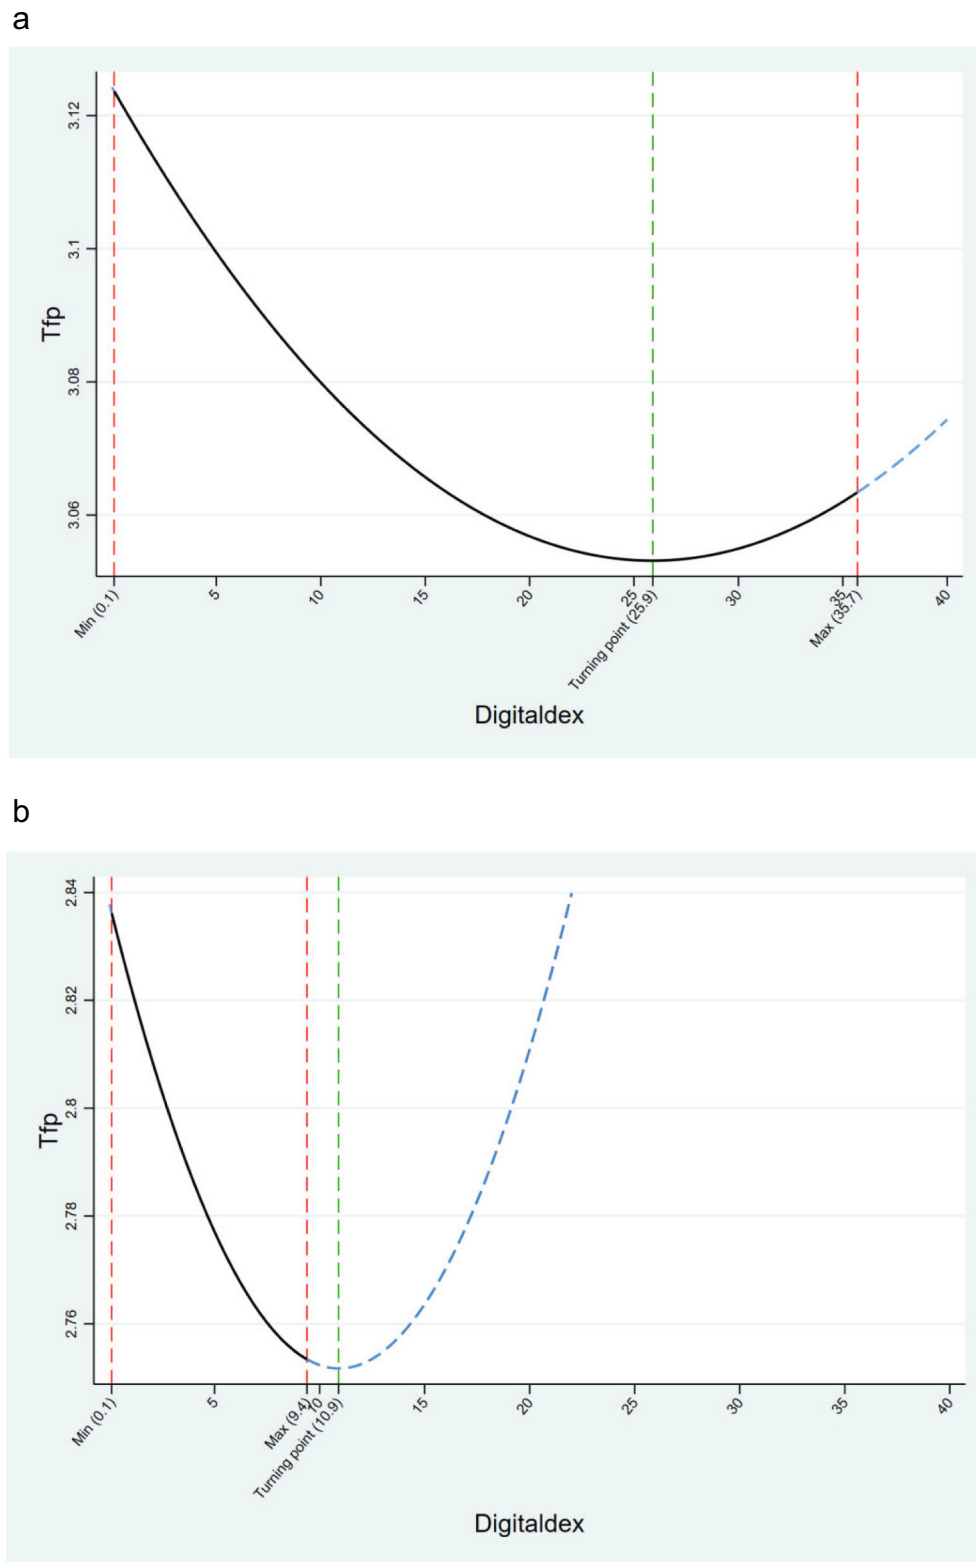 a
3.12
3.1
3.08
3.06
Tfp
Min (0.1)
5
10
15
20
25
Turning point (25.9)
30
35
Max (35.7)
40
Digitaldex
b
2.84
2.82
2.8
2.78
2.76
Tfp
Min (0.1)
5
Max (9.4)
10
Turning point (10.9)
15
20
25
30
35
40
Digitaldex